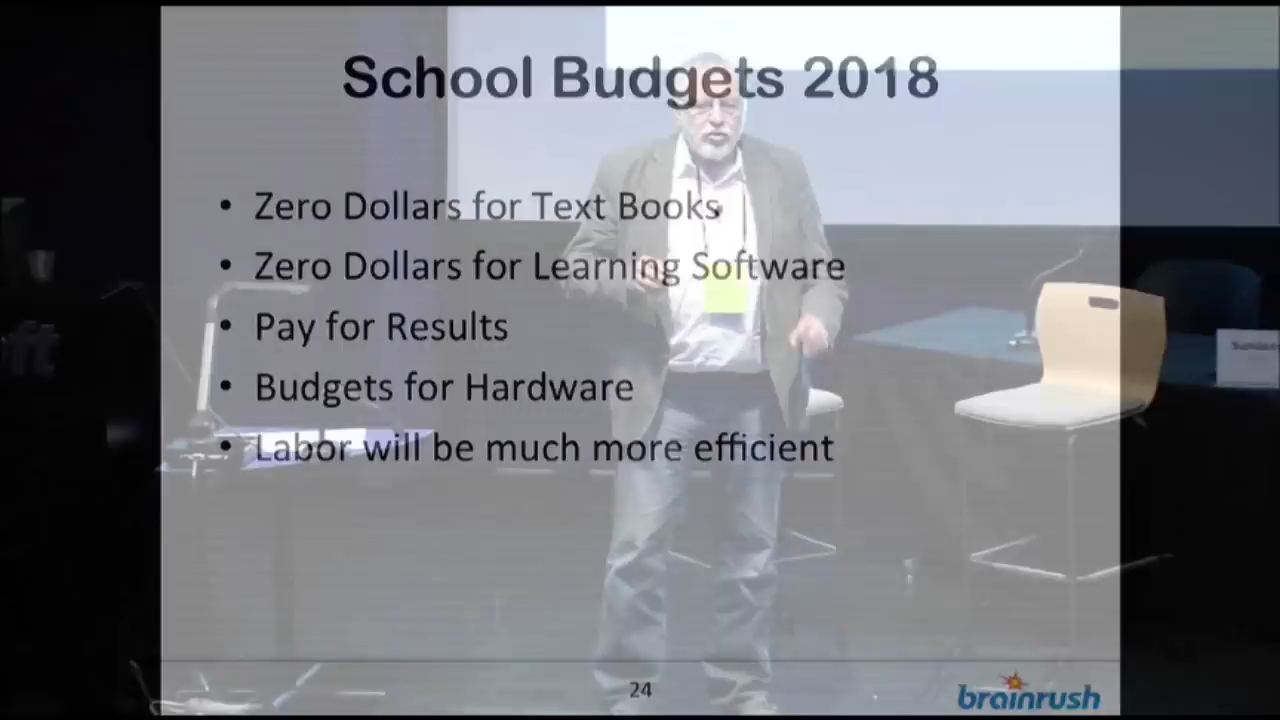 School Budgets 2018
• Zero Dollars for Text Books
• Zero Dollars for Learning Software
• Pay for Results
• Budgets for Hardware
• Labor will be much more efficient
24
brainrush